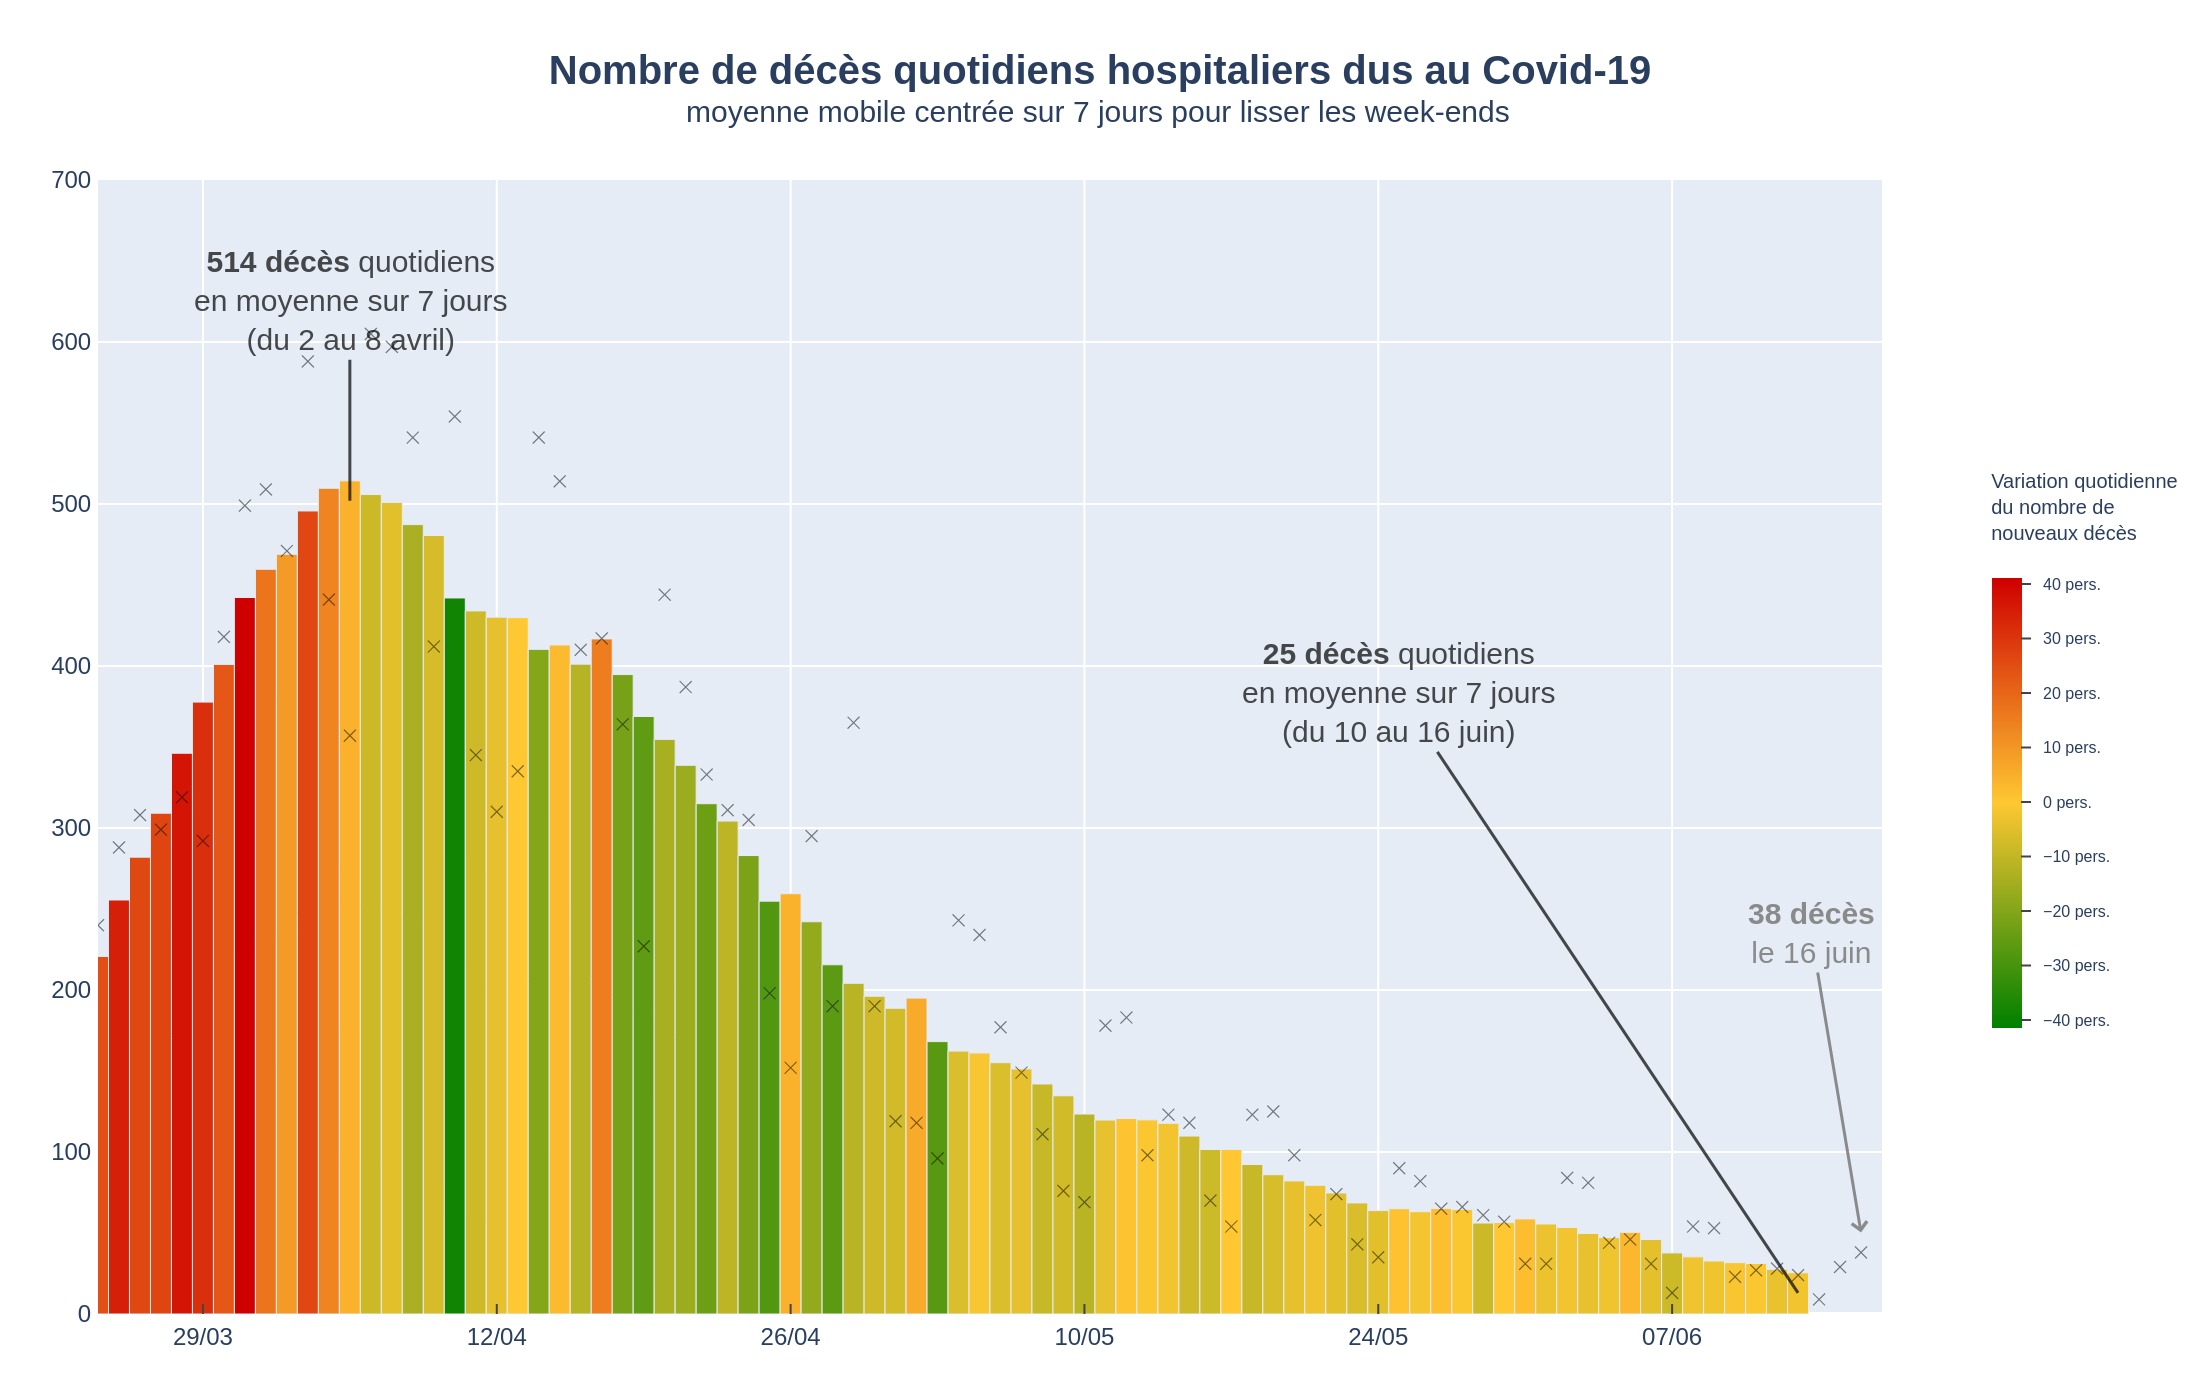 Nombre de décès quotidiens hospitaliers dus au Covid-19
moyenne mobile centrée sur 7 jours pour lisser les week-ends
700
600
500
400
300
200
100
0
514 décès quotidiens
en moyenne sur 7 jours
(du 2 au 8 avril)
25 décès quotidiens
en moyenne sur 7 jours
(du 10 au 16 juin)
38 décès
le 16 juin
29/03
12/04
26/04
10/05
24/05
07/06
Variation quotidienne
du nombre de
nouveaux décès
40 pers.
30 pers.
20 pers.
10 pers.
0 pers.
−10 pers.
−20 pers.
−30 pers.
−40 pers.